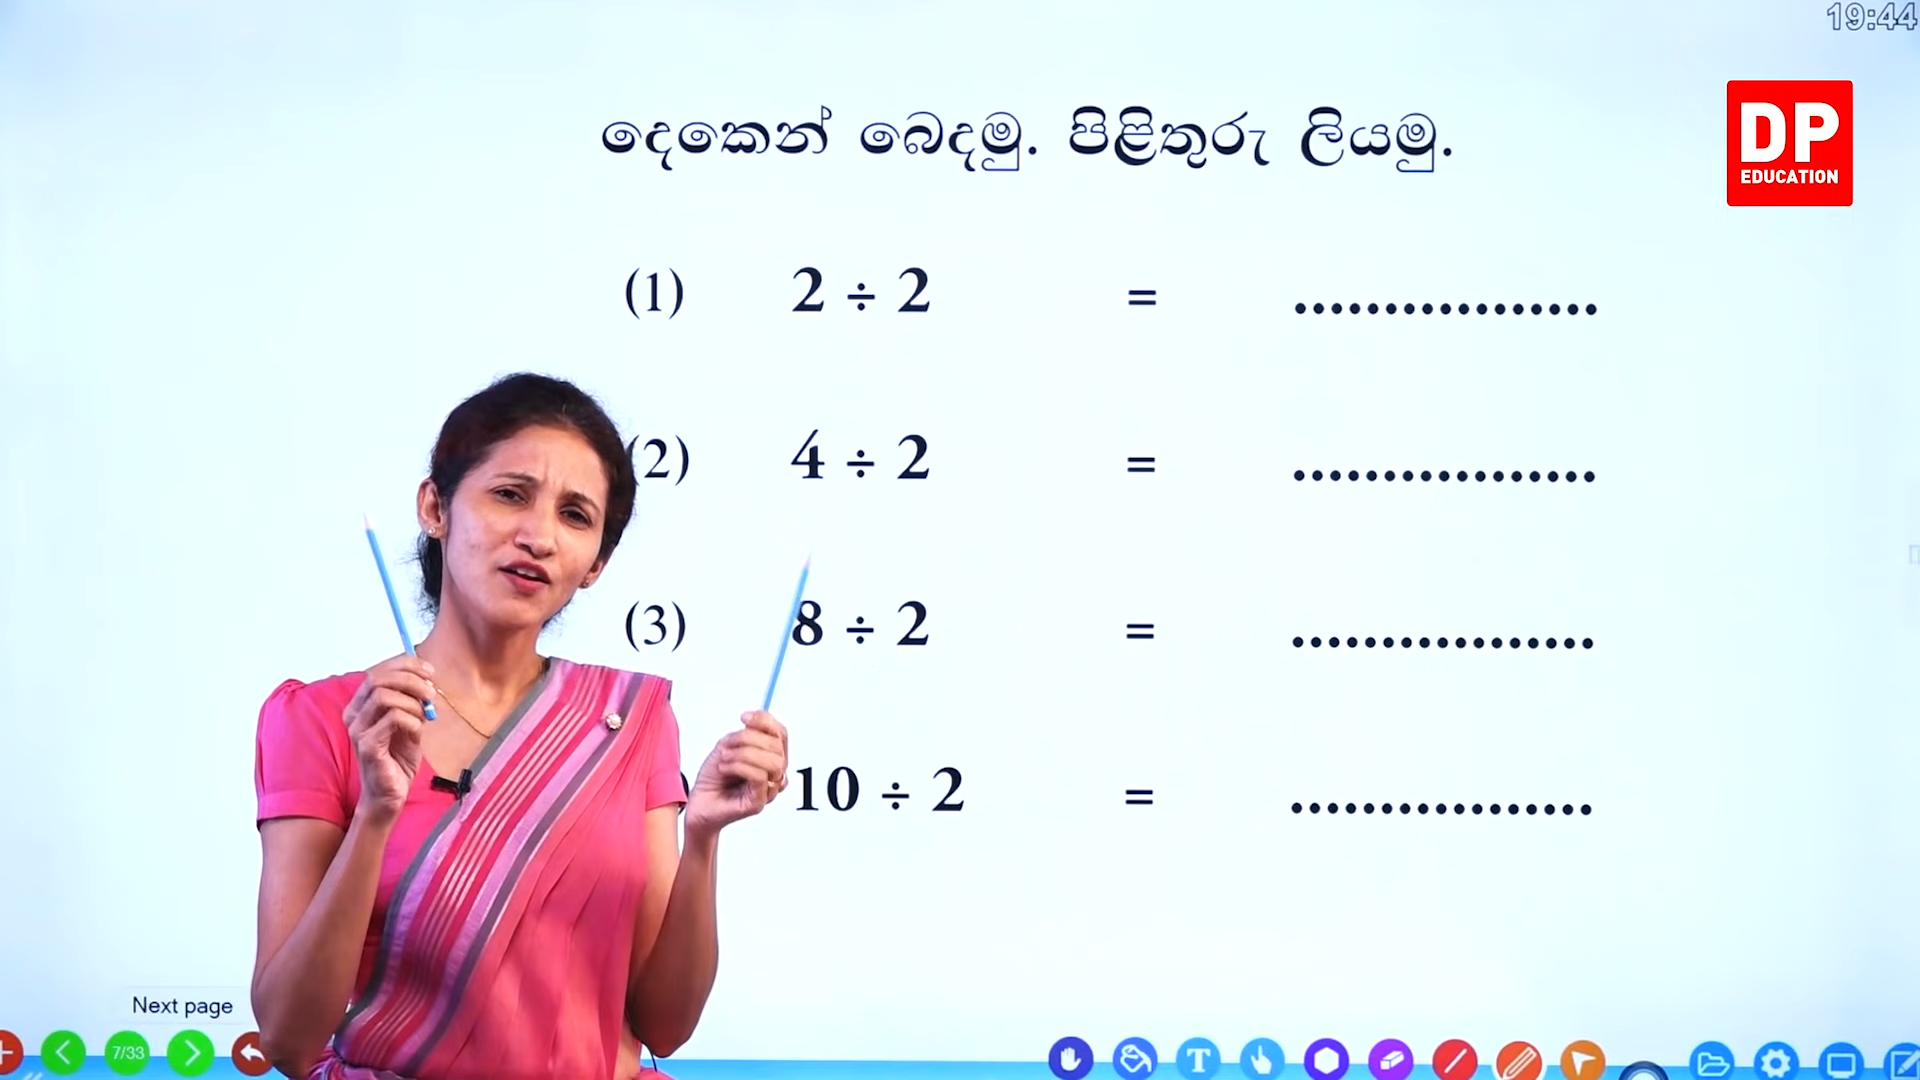 19:44
DP
EDUCATION
දෙකෙන් බෙදමු. පිළිතුරු ලියමු.
(1) 2 ÷ 2 = .................
(2) 4 ÷ 2 = .................
(3) 8 ÷ 2 = .................
10 ÷ 2 = .................
Next page
7/33